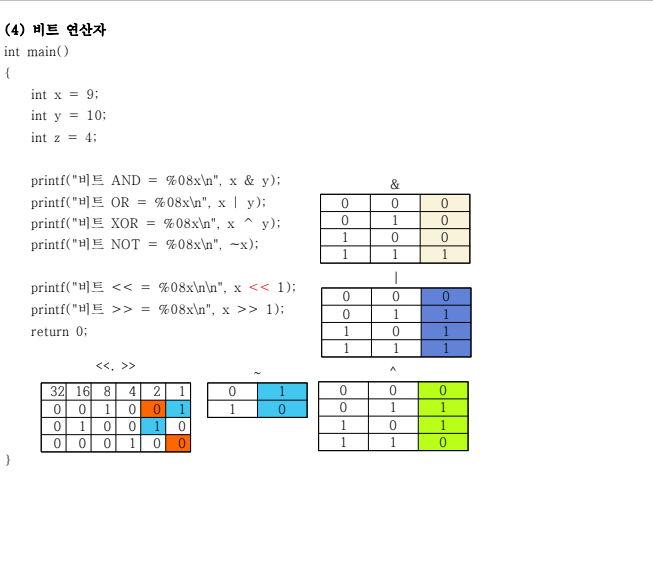 (4) 비트 연산자
int main()
{
int x = 9;
int y = 10;
int z = 4;
printf("비트 AND = %08x\n", x & y);
printf("비트 OR = %08x\n", x | y);
printf("비트 XOR = %08x\n", x ^ y);
printf("비트 NOT = %08x\n", ~x);
printf("비트 << = %08x\n\n", x << 1);
printf("비트 >> = %08x\n", x >> 1);
return 0;
&
0 0 0
0 1 0
1 0 0
1 1 1
|
0 0 0
0 1 1
1 0 1
1 1 1
<<, >>
32 16 8 4 2 1
0 0 1 0 0 1
0 1 0 0 1 0
0 0 0 1 0 0
~
0 1
1 0
^
0 0 0
0 1 1
1 0 1
1 1 0
}